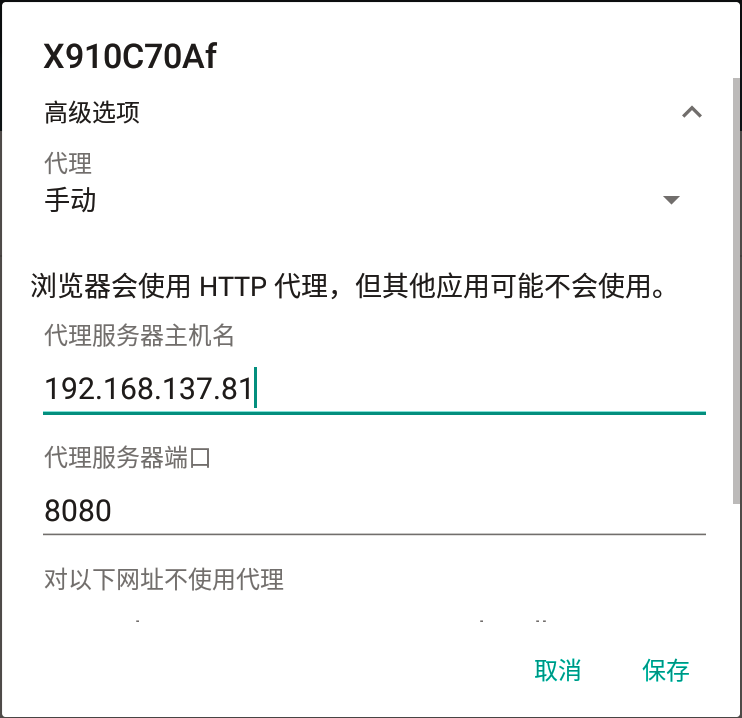 X910C70Af
高级选项
代理
手动
浏览器会使用 HTTP 代理，但其他应用可能不会使用。
代理服务器主机名
192.168.137.81
代理服务器端口
8080
对以下网址不使用代理
取消 保存